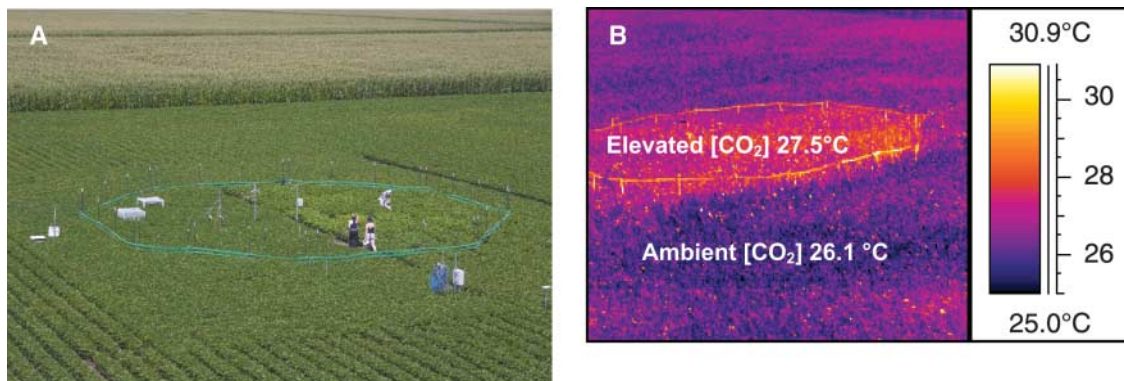 A
B
Elevated [CO₂] 27.5°C
Ambient [CO₂] 26.1 °C
30.9°C
30
28
26
25.0°C